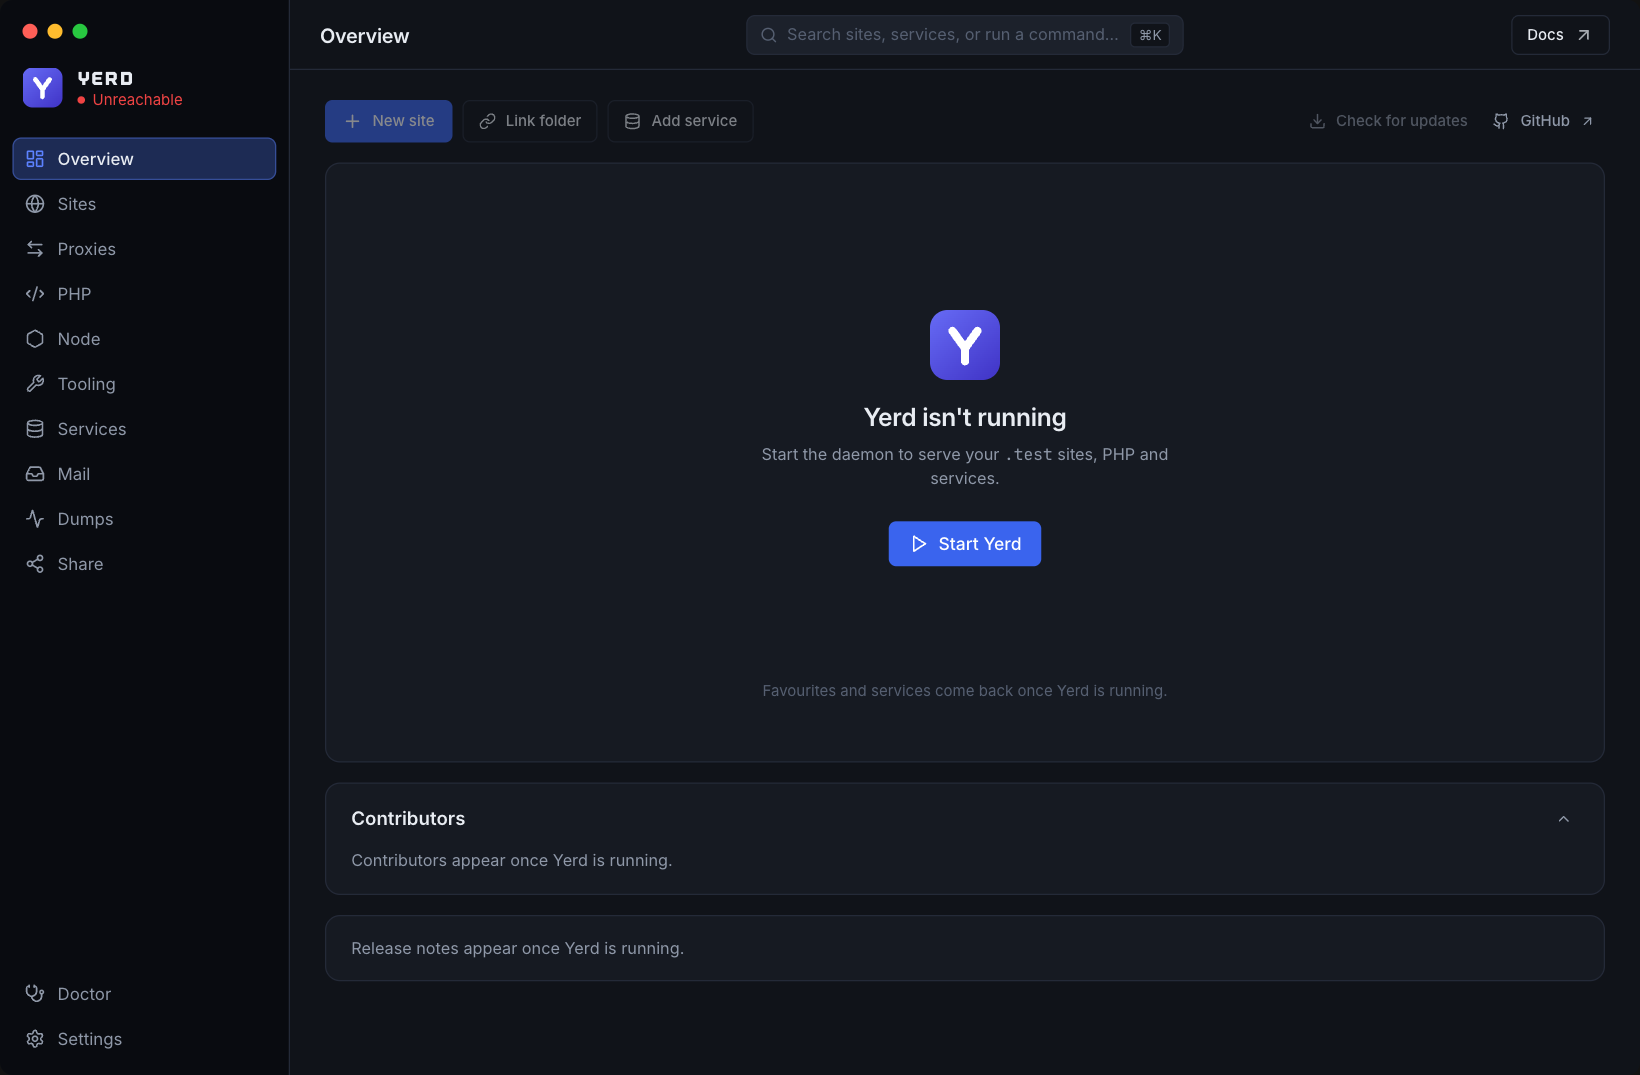 YERD
Unreachable
Overview
Sites
Proxies
PHP
Node
Tooling
Services
Mail
Dumps
Share
Doctor
Settings
Overview
Search sites, services, or run a command... ⌘K
Docs
New site
Link folder
Add service
Check for updates
GitHub
Y
Yerd isn't running
Start the daemon to serve your .test sites, PHP and
services.
Start Yerd
Favourites and services come back once Yerd is running.
Contributors
Contributors appear once Yerd is running.
Release notes appear once Yerd is running.